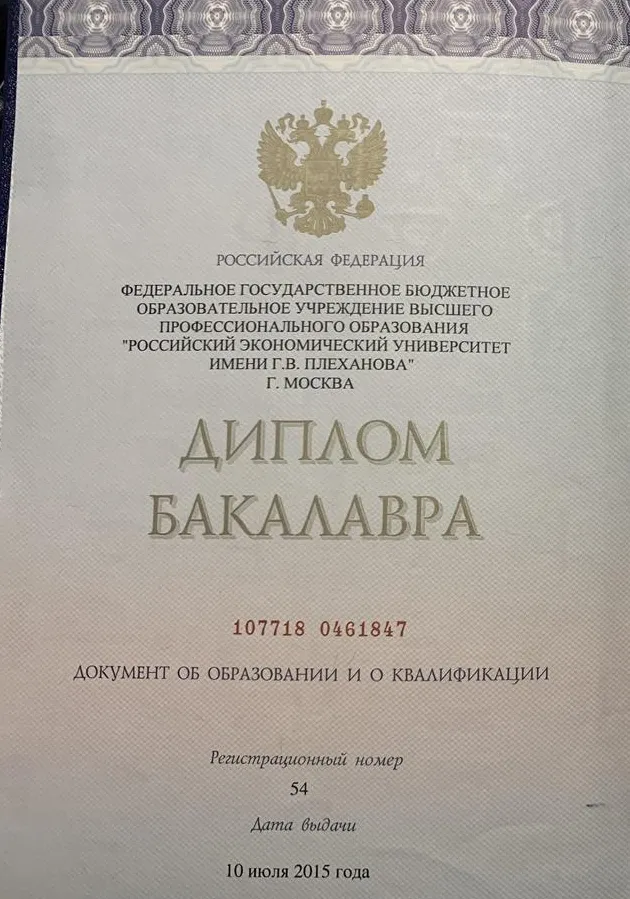 РОССИЙСКАЯ ФЕДЕРАЦИЯ
ФЕДЕРАЛЬНОЕ ГОСУДАРСТВЕННОЕ БЮДЖЕТНОЕ
ОБРАЗОВАТЕЛЬНОЕ УЧРЕЖДЕНИЕ ВЫСШЕГО
ПРОФЕССИОНАЛЬНОГО ОБРАЗОВАНИЯ
"РОССИЙСКИЙ ЭКОНОМИЧЕСКИЙ УНИВЕРСИТЕТ
ИМЕНИ Г.В. ПЛЕХАНОВА"
Г. МОСКВА
ДИПЛОМ
БАКАЛАВРА
107718 0461847
ДОКУМЕНТ ОБ ОБРАЗОВАНИИ И О КВАЛИФИКАЦИИ
Регистрационный номер
54
Дата выдачи
10 июля 2015 года